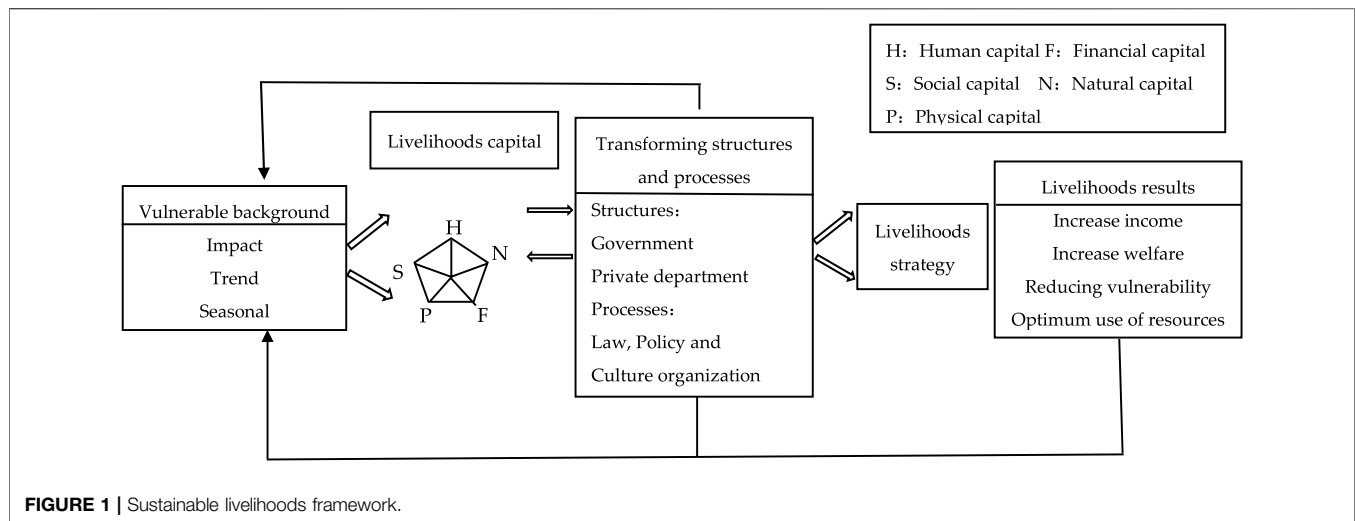 H：Human capital F：Financial capital
S：Social capital N：Natural capital
P：Physical capital
Livelihoods capital
Transforming structures
and processes
Structures：
Government
Private department
Processes：
Law, Policy and
Culture organization
Vulnerable background
Impact
Trend
Seasonal
H
S
N
P
F
Livelihoods
strategy
Livelihoods results
Increase income
Increase welfare
Reducing vulnerability
Optimum use of resources
FIGURE 1 | Sustainable livelihoods framework.